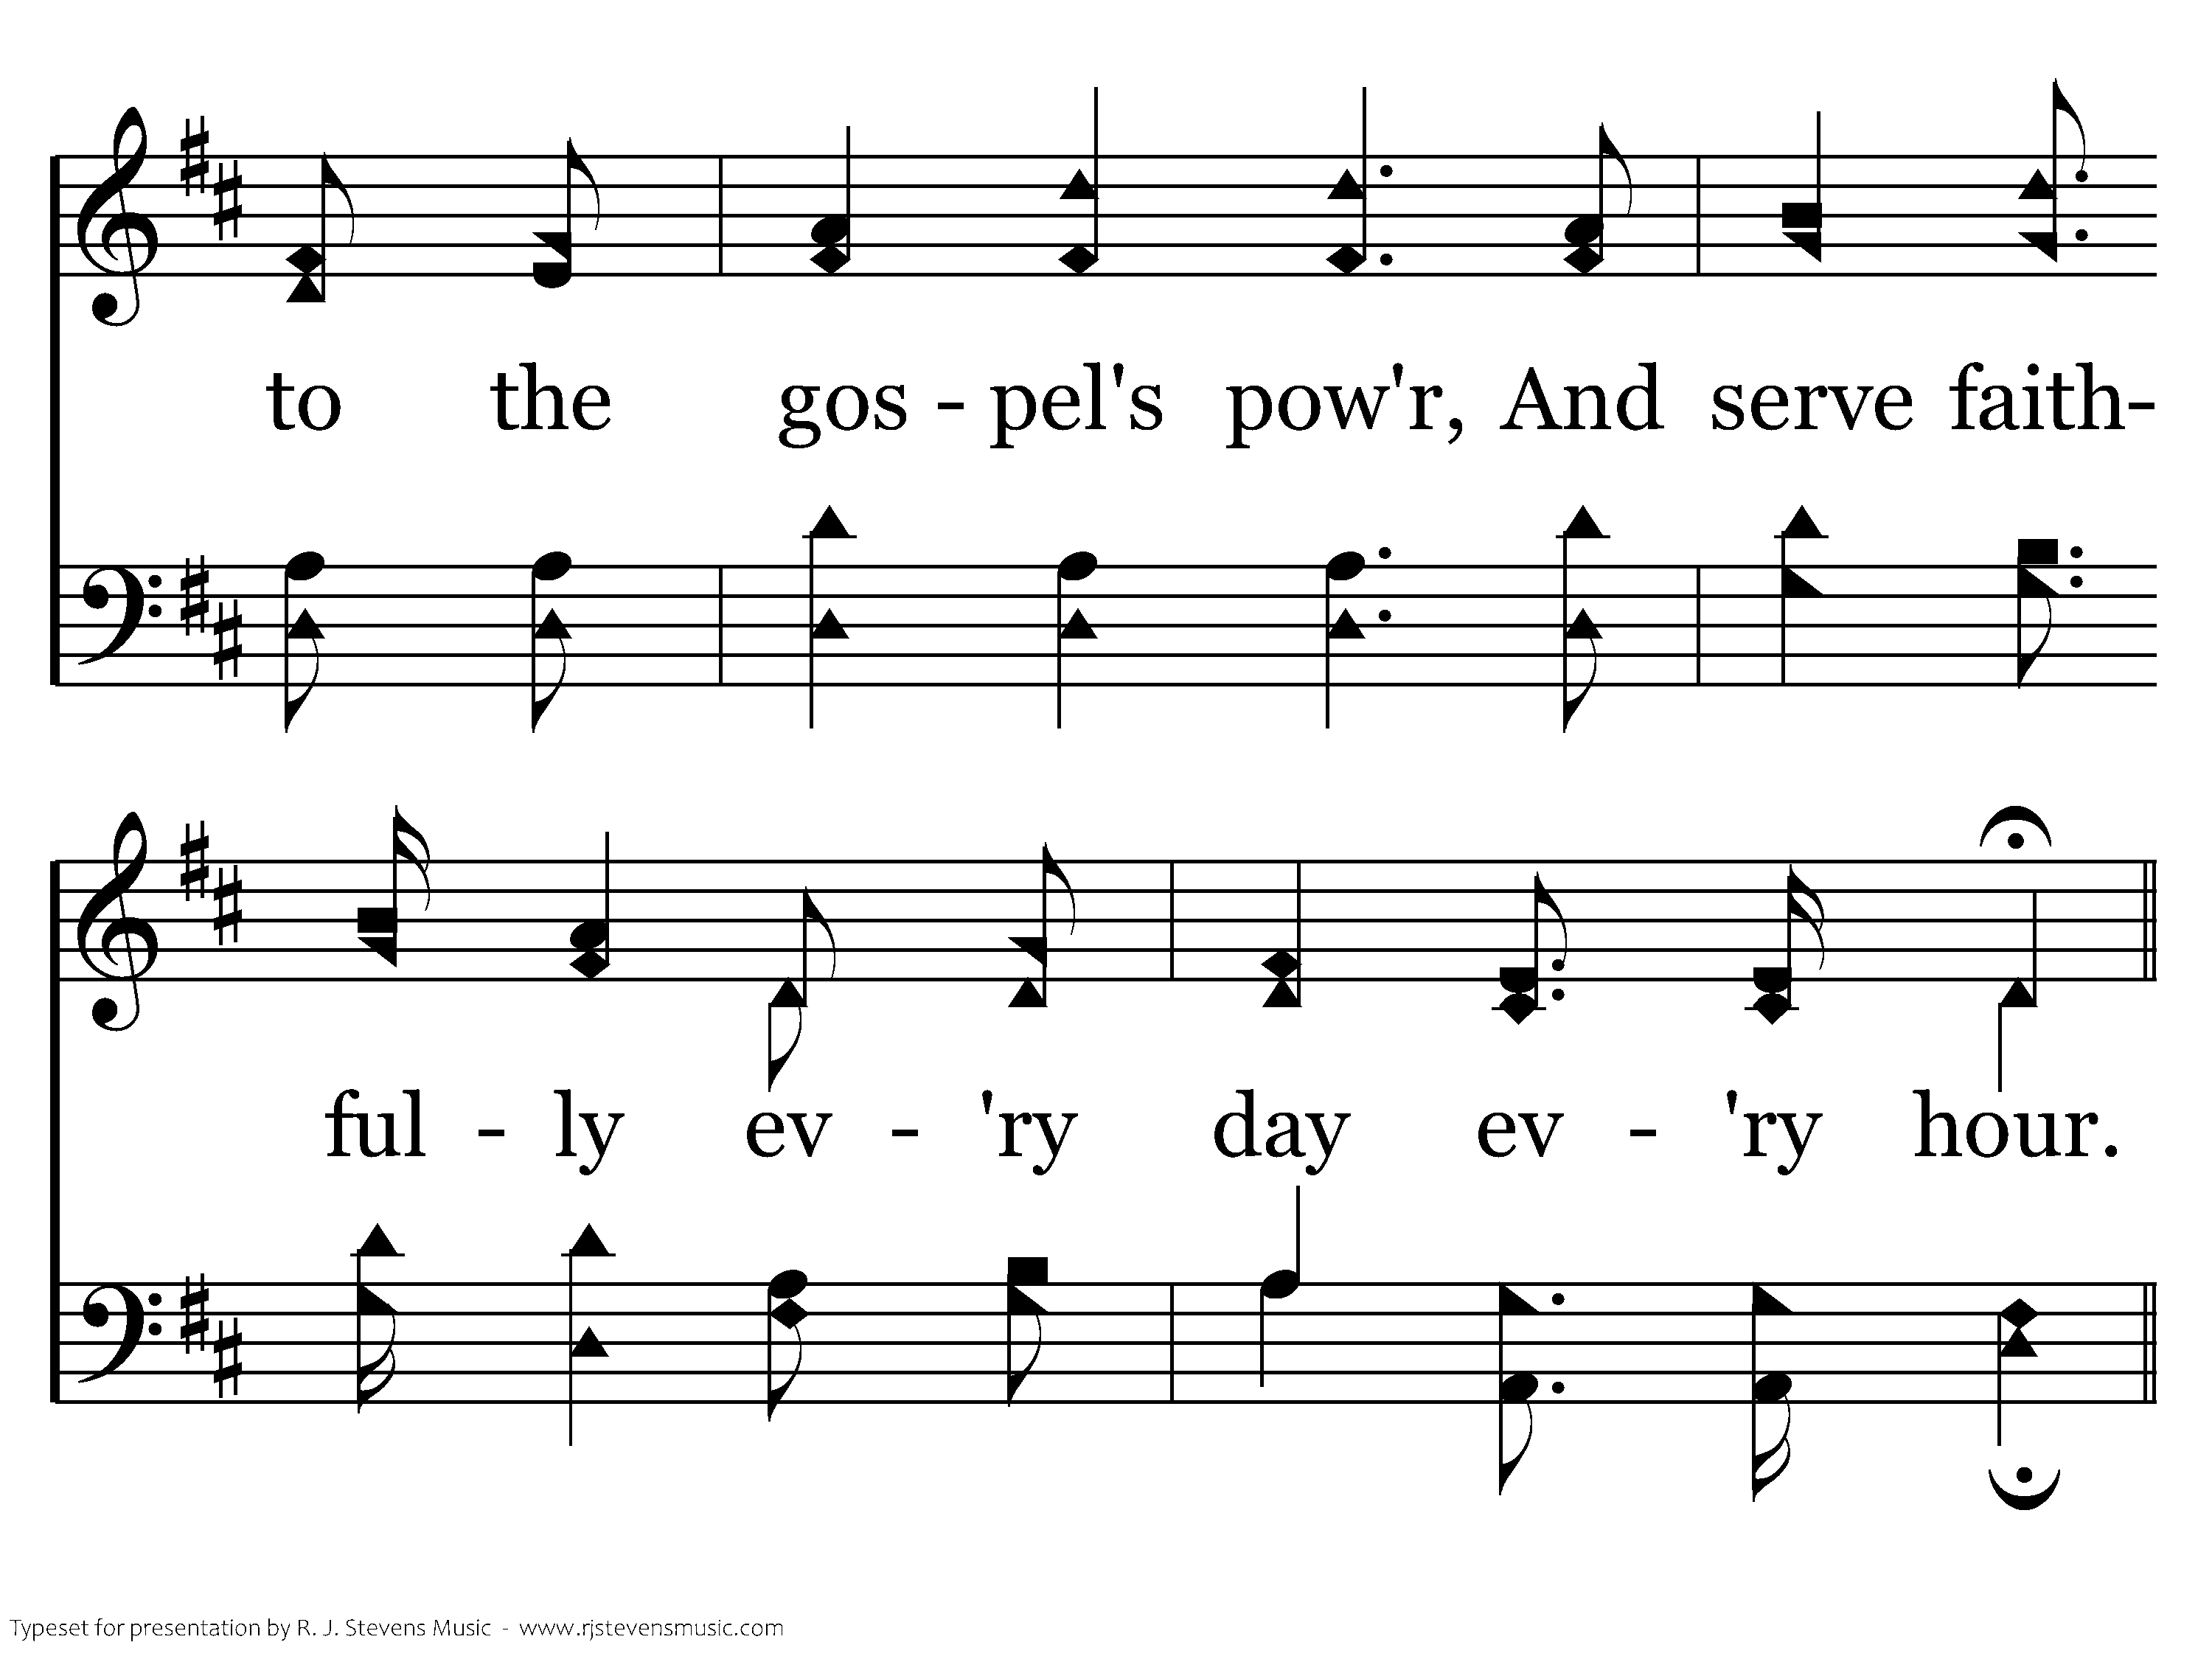 to the gos - pel's pow'r, And serve faith-
ful - ly ev - 'ry day ev - 'ry hour.
Typeset for presentation by R. J. Stevens Music - www.rjstevensmusic.com